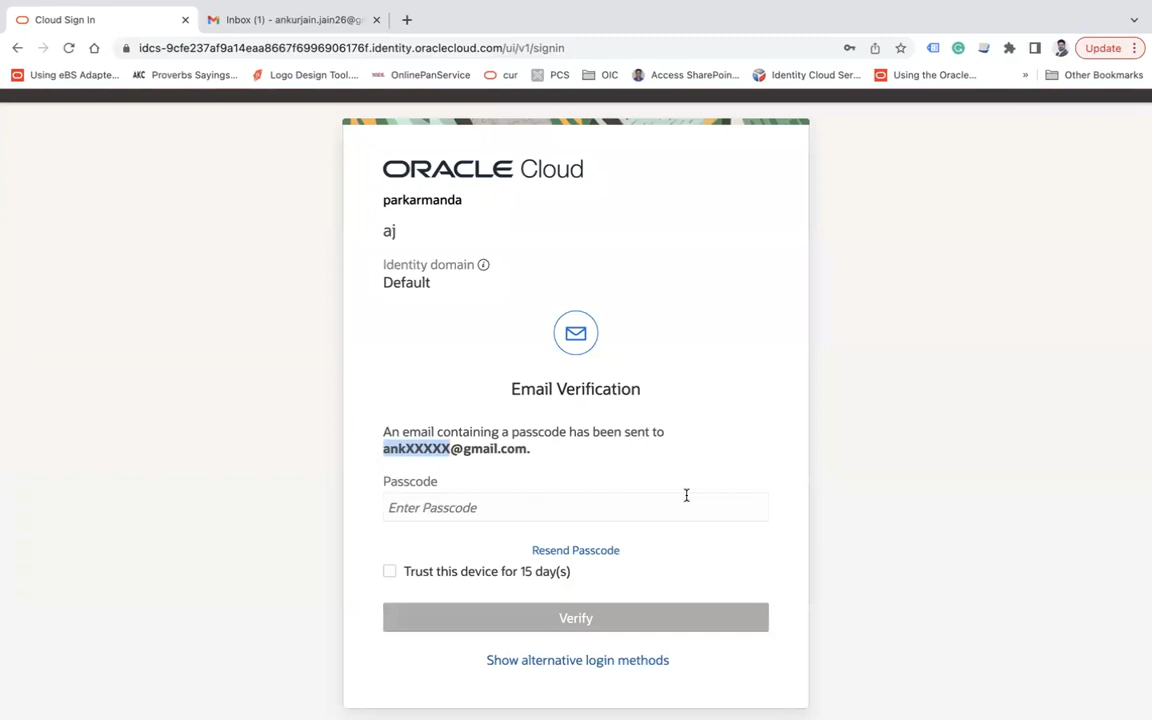 Cloud Sign In
Inbox (1) - ankurjain.jain26@g
idcs-9cfe237af9a14eaa8667f6996906176f.identity.oraclecloud.com/ui/v1/signin
Update
Using eBS Adapte...
AKC Proverbs Sayings...
Logo Design Tool....
OnlinePanService
cur
PCS
OIC
Access SharePoin...
Identity Cloud Ser...
Using the Oracle...
»
Other Bookmarks
ORACLE Cloud
parkarmanda
aj
Identity domain
Default
Email Verification
An email containing a passcode has been sent to
ankXXXXX@gmail.com.
Passcode
Enter Passcode
Resend Passcode
Trust this device for 15 day(s)
Verify
Show alternative login methods